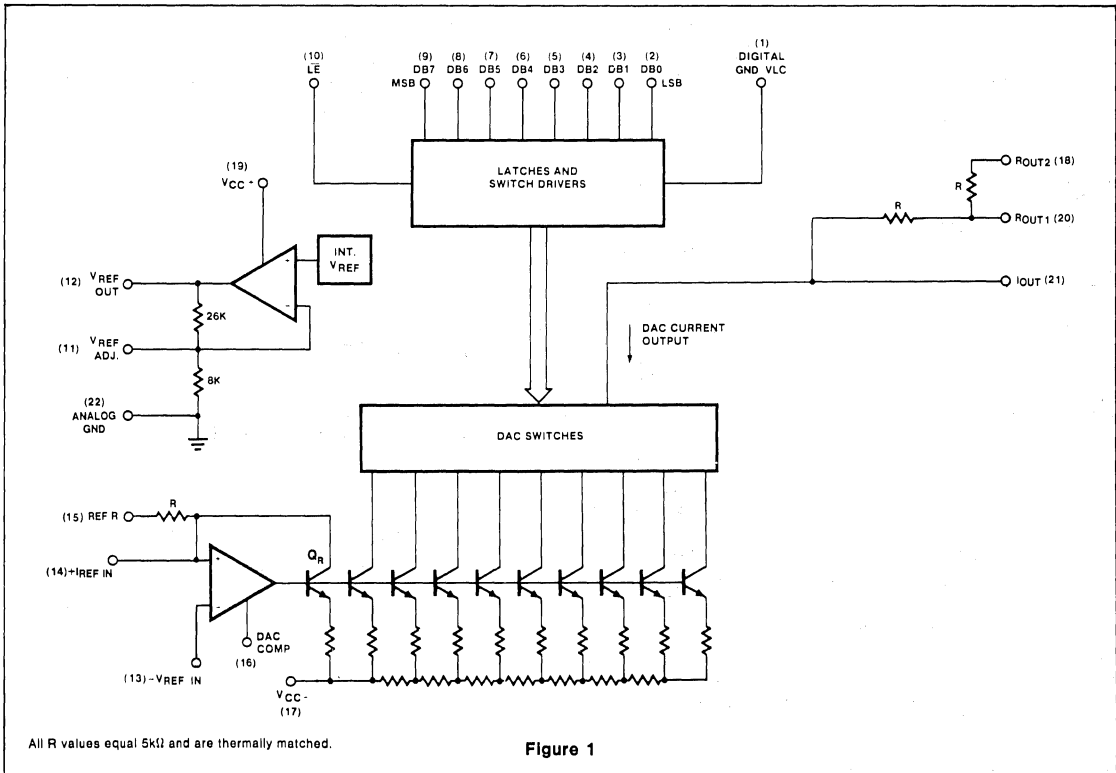 (10)
LE
(9)
DB7
MSB
(8)
DB6
(7)
DB5
(6)
DB4
(5)
DB3
(4)
DB2
(3)
DB1
(2)
DB0
LSB
(1)
DIGITAL
GND VLC
LATCHES AND
SWITCH DRIVERS
(19)
VCC +
INT.
VREF
(12) VREF
OUT
26K
(11) VREF
ADJ.
8K
(22)
ANALOG
GND
R
ROUT2 (18)
R
ROUT1 (20)
IOUT (21)
DAC CURRENT
OUTPUT
DAC SWITCHES
(15) REF R
R
(14)+IREF IN
+
-
QR
DAC
COMP
(16)
(13)-VREF IN
VCC-
(17)
All R values equal 5kΩ and are thermally matched.
Figure 1